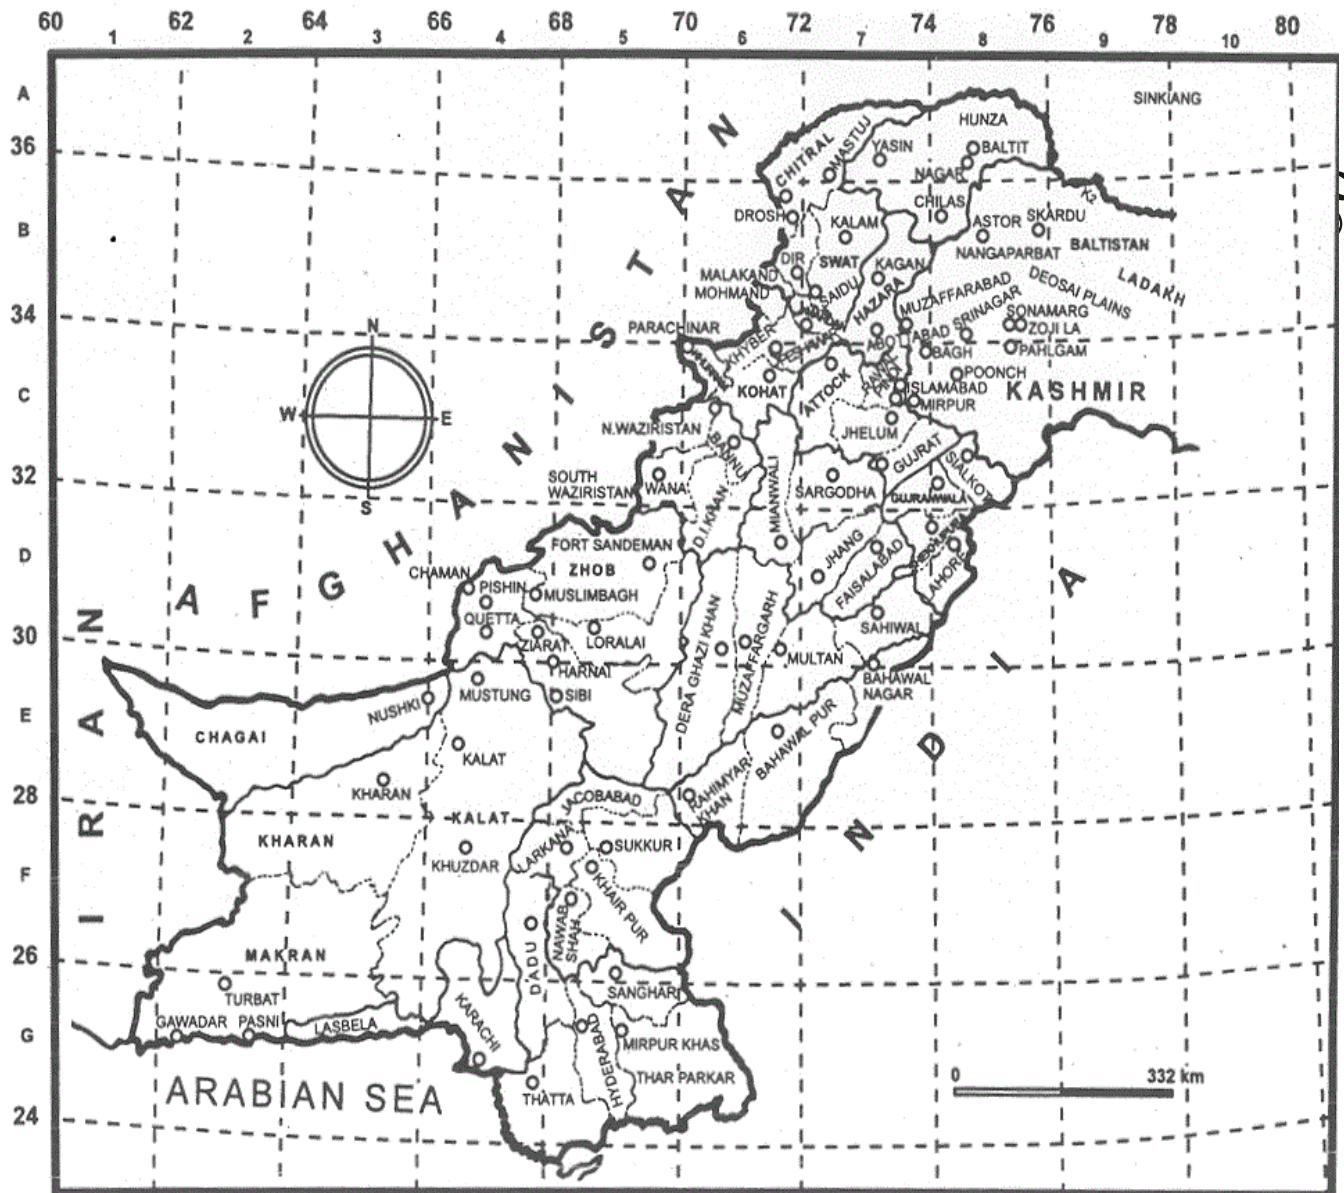 60 62 64 66 68 70 72 74 76 78 80
1 2 3 4 5 6 7 8 9 10
A
SINKIANG
HUNZA
MASTUJ
N
CHITRAL
YASIN
BALTIT
36
NAGAR
A
K2
DROSH
CHILAS
SKARDU
ASTOR
KALAM
B
NANGAPARBAT
BALTISTAN
T
DIR
SWAT
KAGAN
MALAKAND
LADAKH
DEOSAI PLAINS
MOHMAND
SAIDU
HAZARA
MUZAFFARABAD
SRINAGAR
SONAMARG
34
N
S
PARACHINAR
KHYBER
ZOJI LA
ABOTTABAD
BAGH
PAHLGAM
POONCH
KOHAT
ATTOCK
ISLAMABAD
KASHMIR
C
I
MIRPUR
W
E
N.WAZIRISTAN
BANNU
JHELUM
GUJRAT
N
SIALKOT
32
SOUTH
WAZIRISTAN
WANA
MIANWALI
SARGODHA
GUJRANWALA
S
A
D.I.KHAN
H
FORT SANDEMAN
D
ZHOB
JHANG
FAISALABAD
SHEIKHUPURA
LAHORE
CHAMAN
PISHIN
MUSLIMBAGH
G
F
A
A
QUETTA
N
SAHIWAL
30
ZIARAT
LORALAI
MULTAN
DERA GHAZI KHAN
MUZAFFARGARH
I
HARNAI
BAHAWAL
NAGAR
MUSTUNG
SIBI
NUSHKI
E
A
CHAGAI
BAHAWAL PUR
D
KALAT
KHARAN
RAHIMYAR
KHAN
28
JACOBABAD
R
KALAT
N
KHARAN
LARKANA
SUKKUR
KHUZDAR
F
KHAIR PUR
I
I
NAWAB
SHAH
DADU
26
MAKRAN
TURBAT
SANGHAR
GAWADAR
PASNI
LASBELA
KARACHI
G
HYDERABAD
MIRPUR KHAS
THAR PARKAR
0 332 km
ARABIAN SEA
THATTA
24